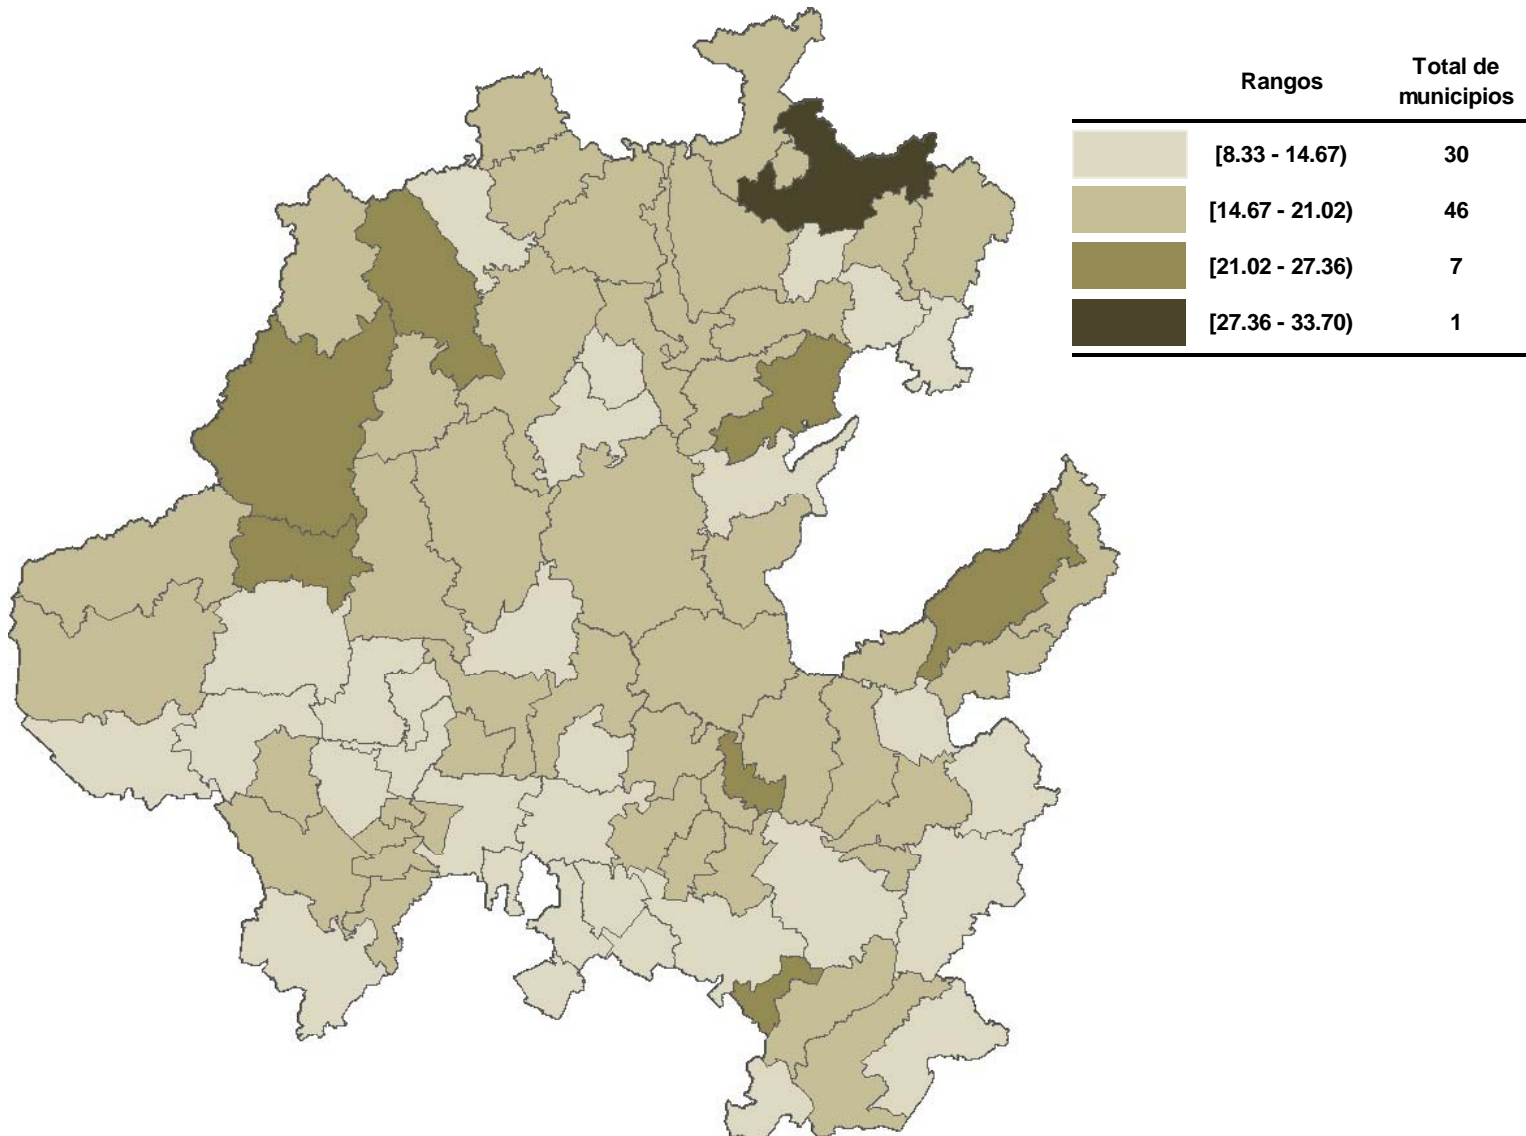 Rangos
Total de
municipios
[8.33 - 14.67) 30
[14.67 - 21.02) 46
[21.02 - 27.36) 7
[27.36 - 33.70) 1